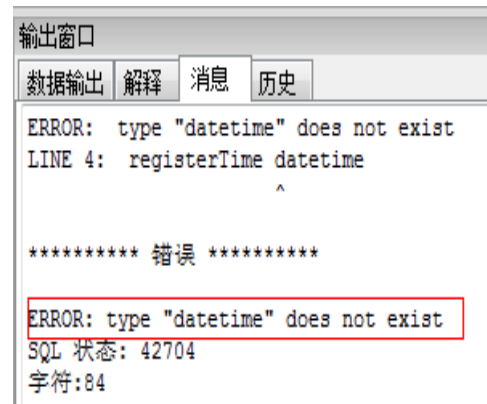 输出窗口
数据输出 解释 消息 历史
ERROR:  type "datetime" does not exist
LINE 4:  registerTime datetime
^
********** 错误 **********
ERROR: type "datetime" does not exist
SQL 状态: 42704
字符:84